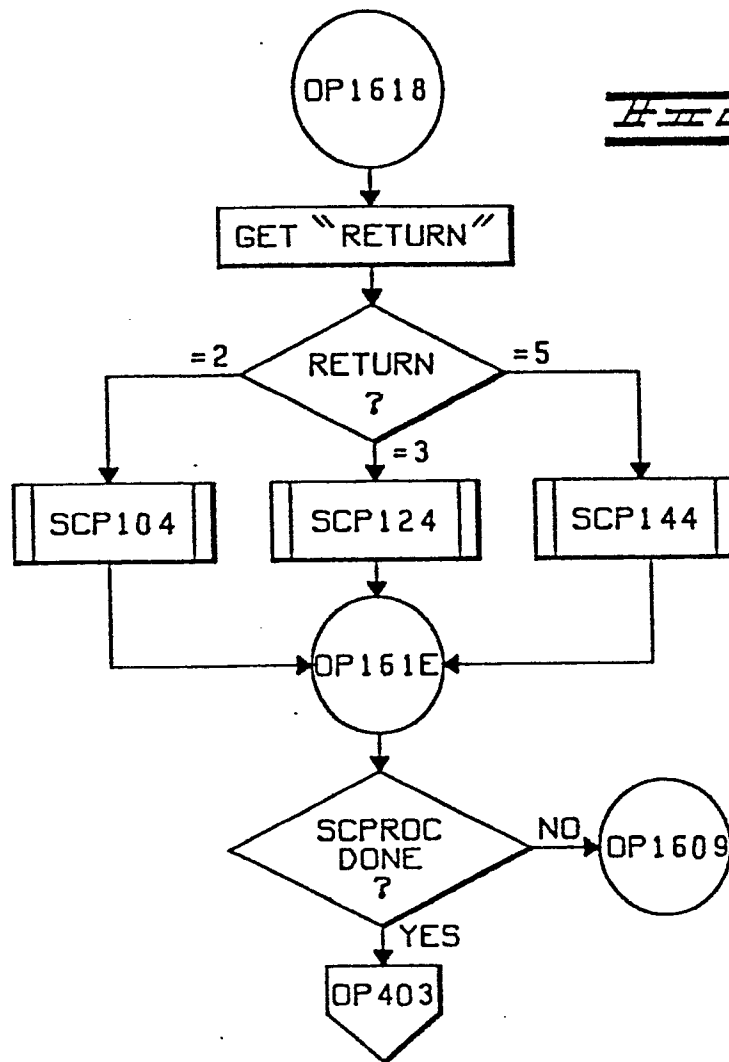 OP1618
GET "RETURN"
=2
RETURN
?
=5
=3
SCP104
SCP124
SCP144
OP161E
SCPROC
DONE
?
NO
OP1609
YES
OP403